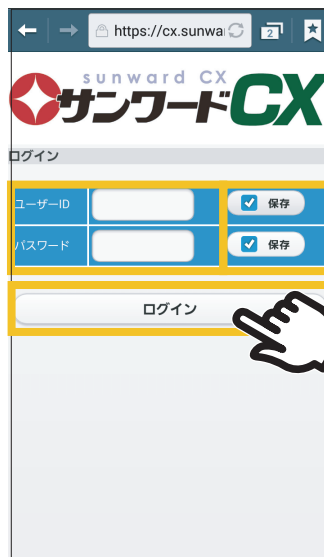 https://cx.sunwa
2
sunward CX
サンワードCX
ログイン
ユーザーID
保存
パスワード
保存
ログイン